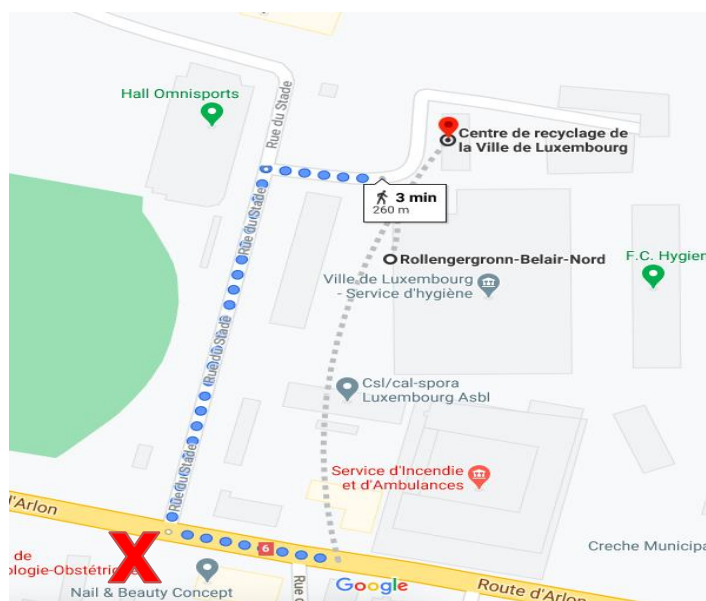 Hall Omnisports
Rue du Stade
Centre de recyclage de
la Ville de Luxembourg
3 min
260 m
Rue du Stade
Rollengergronn-Belair-Nord
F.C. Hygien
Ville de Luxembourg
- Service d'hygiène
Rue du Stade
Csl/cal-spora
Luxembourg Asbl
Rue du Stade
Service d'Incendie
et d'Ambulances
d'Arlon
X
6
Creche Municipa
de
ologie-Obstétri
Nail & Beauty Concept
Rue
Google
Route d'Arlon